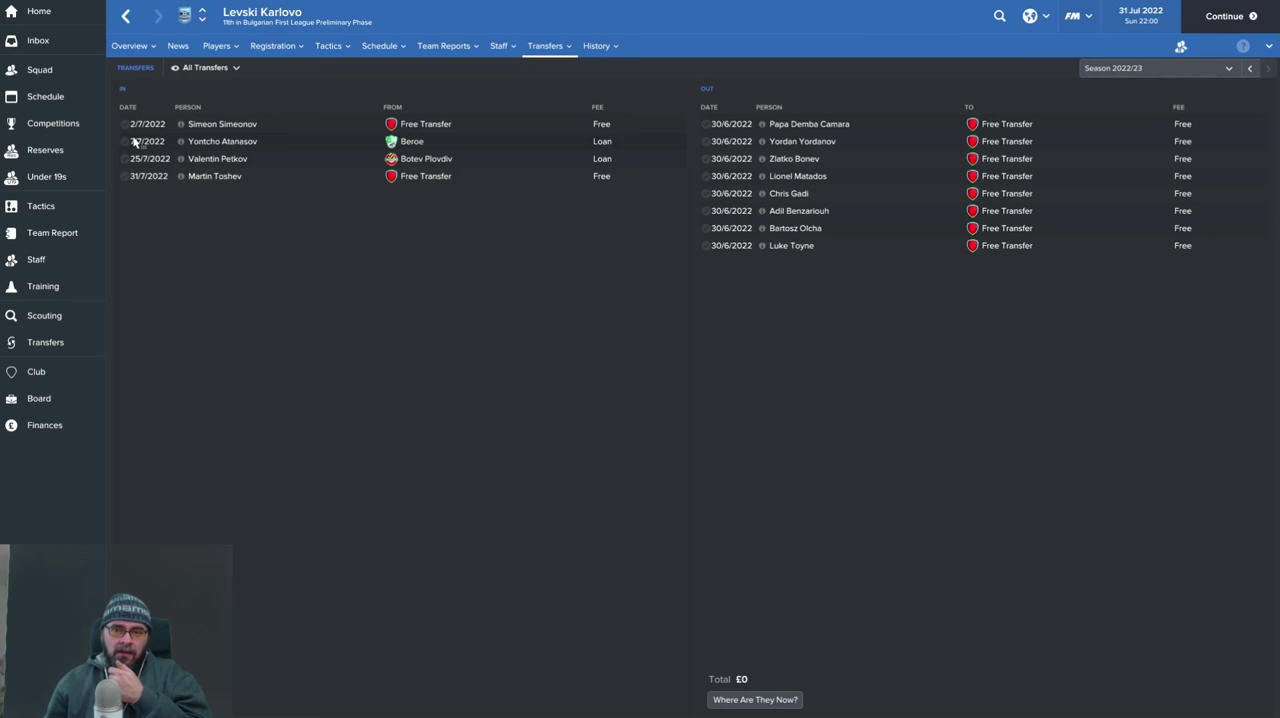 Home
Inbox
Squad
Schedule
Competitions
Reserves
Under 19s
Tactics
Team Report
Staff
Training
Scouting
Transfers
Club
Board
Finances
Levski Karlovo
11th in Bulgarian First League Preliminary Phase
FM
31 Jul 2022
Sun 22:00
Continue
Overview
News
Players
Registration
Tactics
Schedule
Team Reports
Staff
Transfers
History
TRANSFERS
All Transfers
Season 2022/23
IN
DATE PERSON FROM FEE
2/7/2022 Simeon Simeonov Free Transfer Free
Yontcho Atanasov Beroe Loan
25/7/2022 Valentin Petkov Botev Plovdiv Loan
31/7/2022 Martin Toshev Free Transfer Free
OUT
DATE PERSON TO FEE
30/6/2022 Papa Demba Camara Free Transfer Free
30/6/2022 Yordan Yordanov Free Transfer Free
30/6/2022 Zlatko Bonev Free Transfer Free
30/6/2022 Lionel Matados Free Transfer Free
30/6/2022 Chris Gadi Free Transfer Free
30/6/2022 Adil Benzariouh Free Transfer Free
30/6/2022 Bartosz Olcha Free Transfer Free
30/6/2022 Luke Toyne Free Transfer Free
Total £0
Where Are They Now?